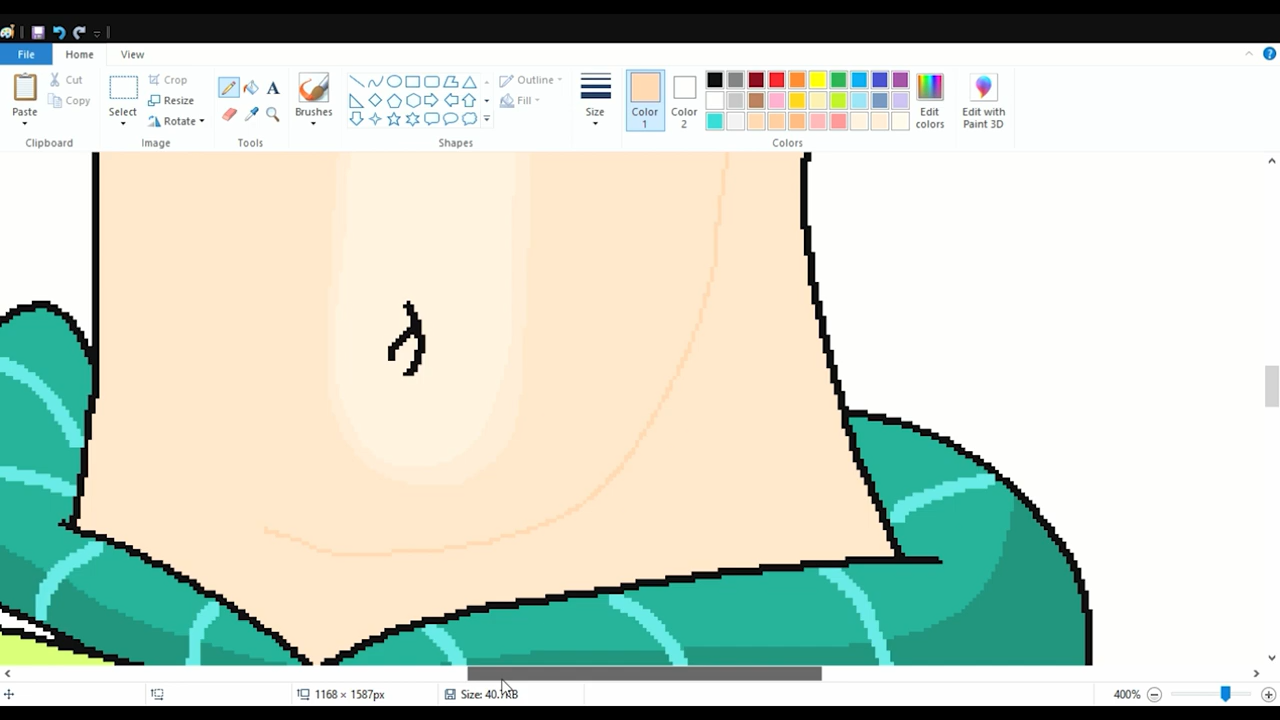 File Home View
Paste Cut Copy Clipboard
Select Crop Resize Rotate Image
Tools
Brushes
Shapes Outline Fill
Size
Color 1 Color 2 Edit colors Colors
Edit with Paint 3D
1168 × 1587px
400%